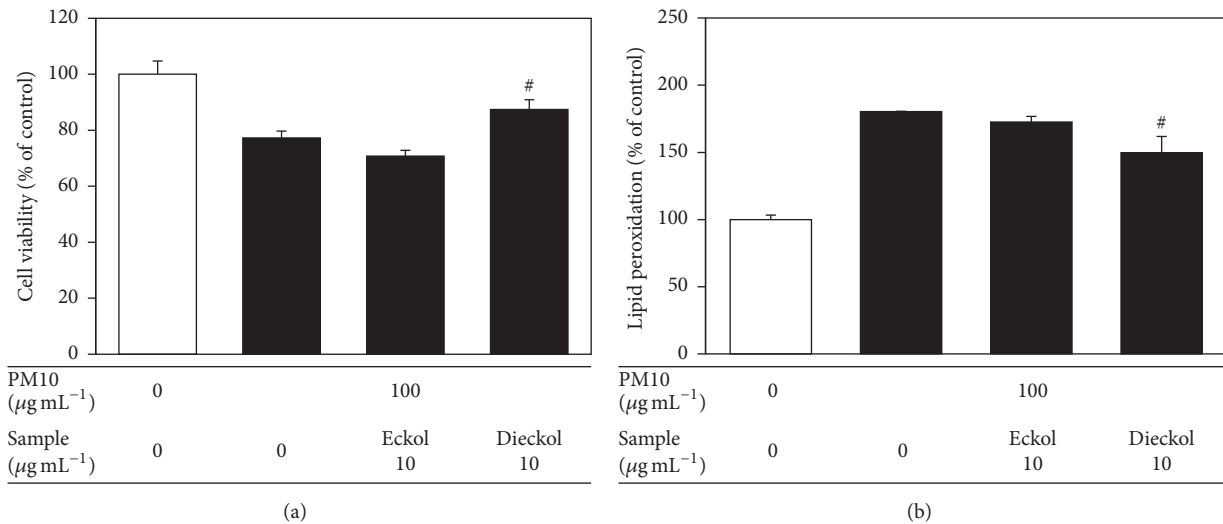 Cell viability (% of control)
120
100
80
60
40
20
0
#
PM10
(μg mL⁻¹)
0
100
Sample
(μg mL⁻¹)
0
0
Eckol
10
Dieckol
10
(a)
Lipid peroxidation (% of control)
250
200
150
100
50
0
#
PM10
(μg mL⁻¹)
0
100
Sample
(μg mL⁻¹)
0
0
Eckol
10
Dieckol
10
(b)